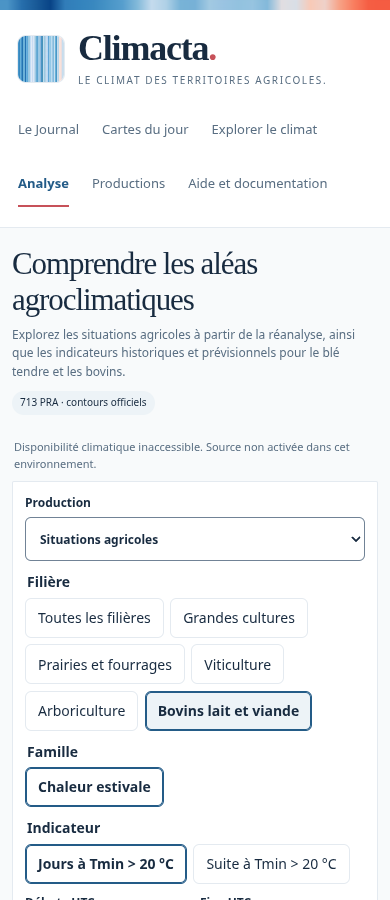 Climacta.
LE CLIMAT DES TERRITOIRES AGRICOLES.
Le Journal Cartes du jour Explorer le climat
Analyse Productions Aide et documentation
Comprendre les aléas
agroclimatiques
Explorez les situations agricoles à partir de la réanalyse, ainsi
que les indicateurs historiques et prévisionnels pour le blé
tendre et les bovins.
713 PRA · contours officiels
Disponibilité climatique inaccessible. Source non activée dans cet
environnement.
Production
Situations agricoles
Filière
Toutes les filières Grandes cultures
Prairies et fourrages Viticulture
Arboriculture Bovins lait et viande
Famille
Chaleur estivale
Indicateur
Jours à Tmin > 20 °C Suite à Tmin > 20 °C